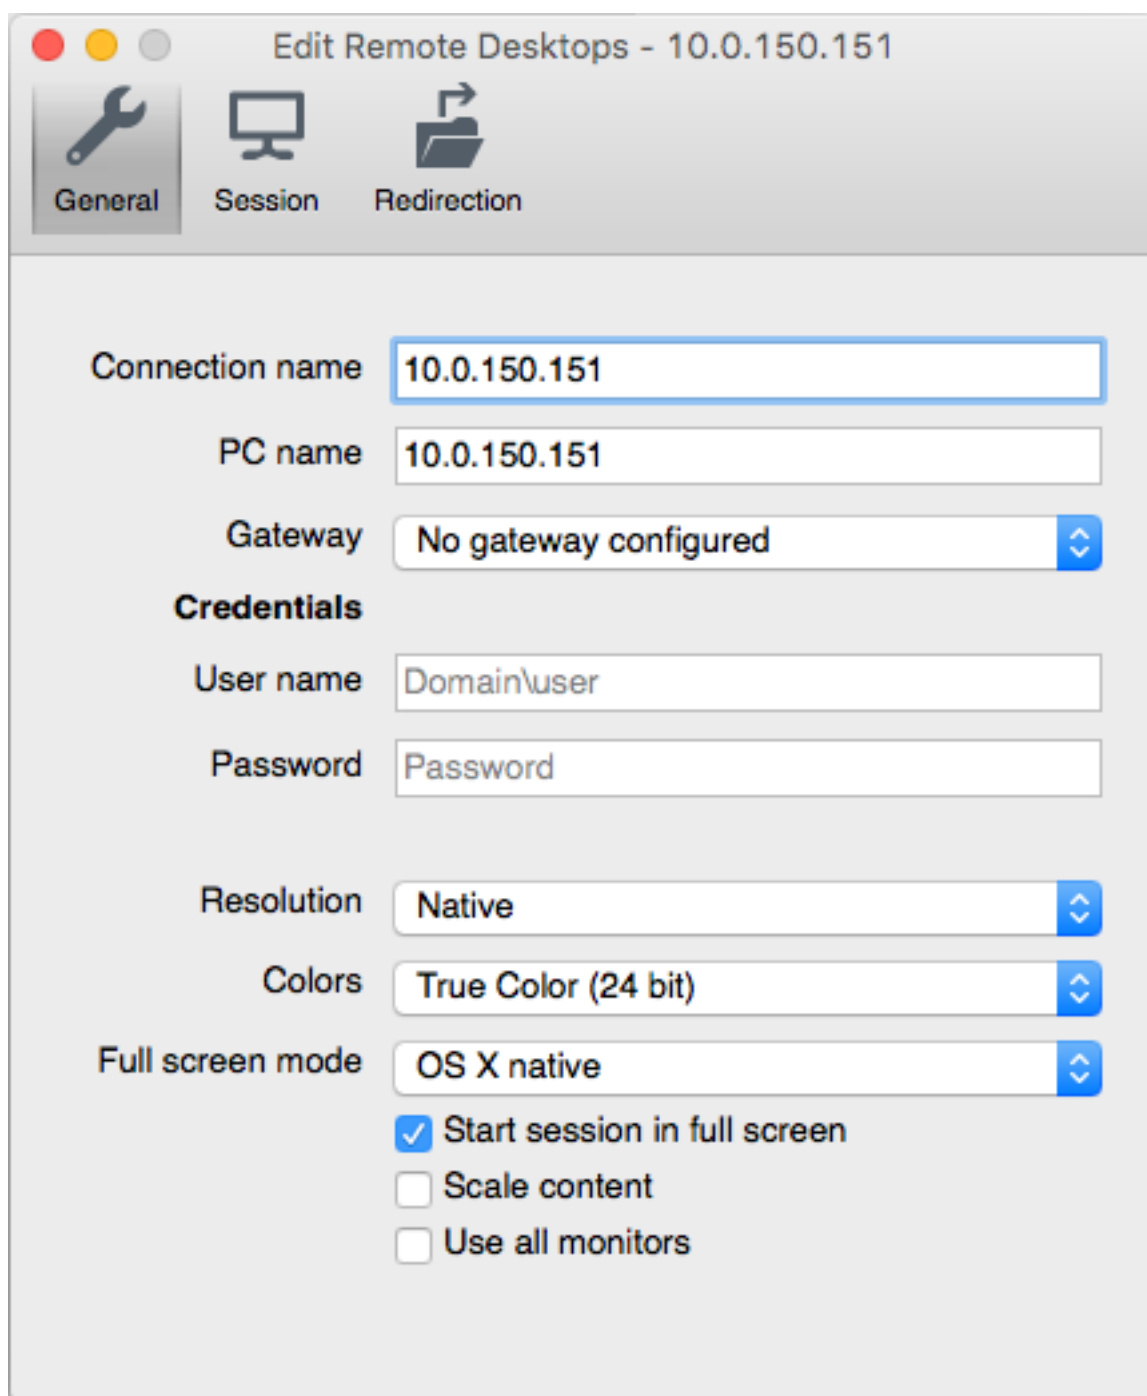 Edit Remote Desktops - 10.0.150.151
General Session Redirection
Connection name 10.0.150.151
PC name 10.0.150.151
Gateway No gateway configured
Credentials
User name Domain\user
Password Password
Resolution Native
Colors True Color (24 bit)
Full screen mode OS X native
Start session in full screen
Scale content
Use all monitors